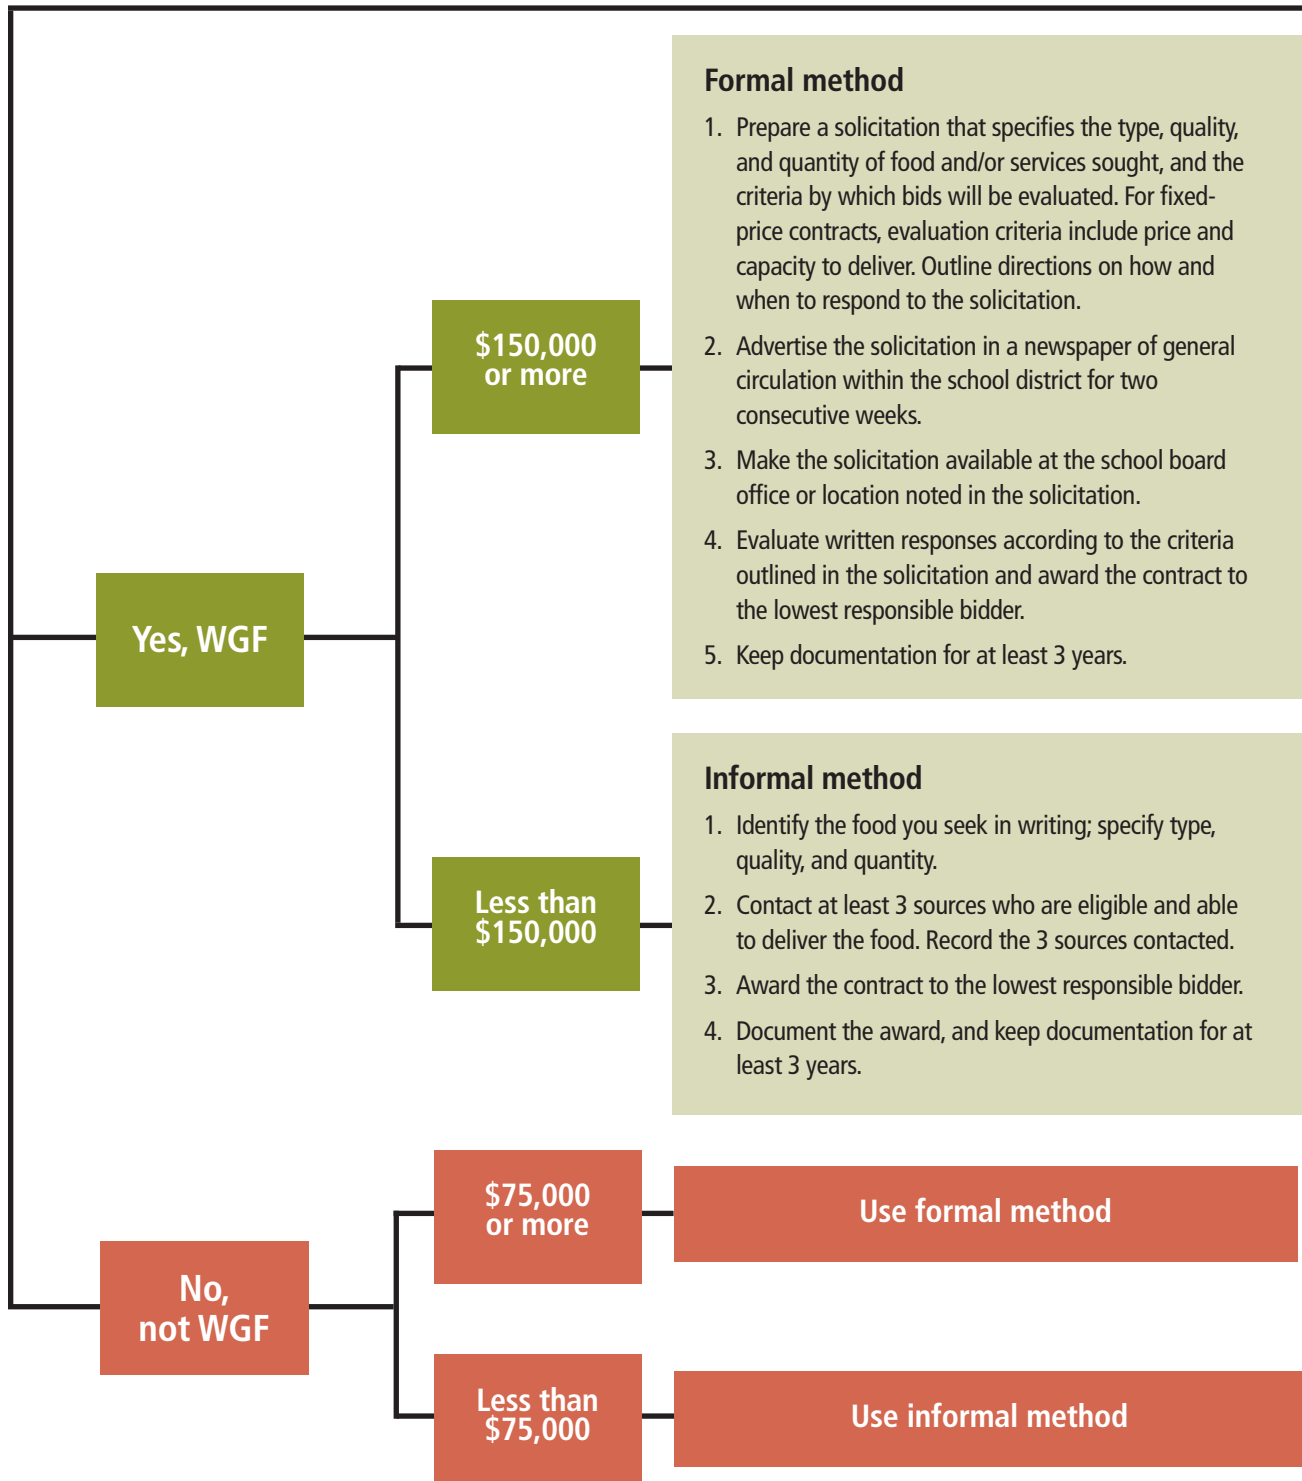 Formal method
1. Prepare a solicitation that specifies the type, quality,
and quantity of food and/or services sought, and the
criteria by which bids will be evaluated. For fixed-
price contracts, evaluation criteria include price and
capacity to deliver. Outline directions on how and
when to respond to the solicitation.
$150,000
or more
2. Advertise the solicitation in a newspaper of general
circulation within the school district for two
consecutive weeks.
3. Make the solicitation available at the school board
office or location noted in the solicitation.
4. Evaluate written responses according to the criteria
outlined in the solicitation and award the contract to
the lowest responsible bidder.
5. Keep documentation for at least 3 years.
Yes, WGF
Informal method
1. Identify the food you seek in writing; specify type,
quality, and quantity.
2. Contact at least 3 sources who are eligible and able
to deliver the food. Record the 3 sources contacted.
3. Award the contract to the lowest responsible bidder.
4. Document the award, and keep documentation for at
least 3 years.
Less than
$150,000
$75,000
or more
Use formal method
No,
not WGF
Less than
$75,000
Use informal method